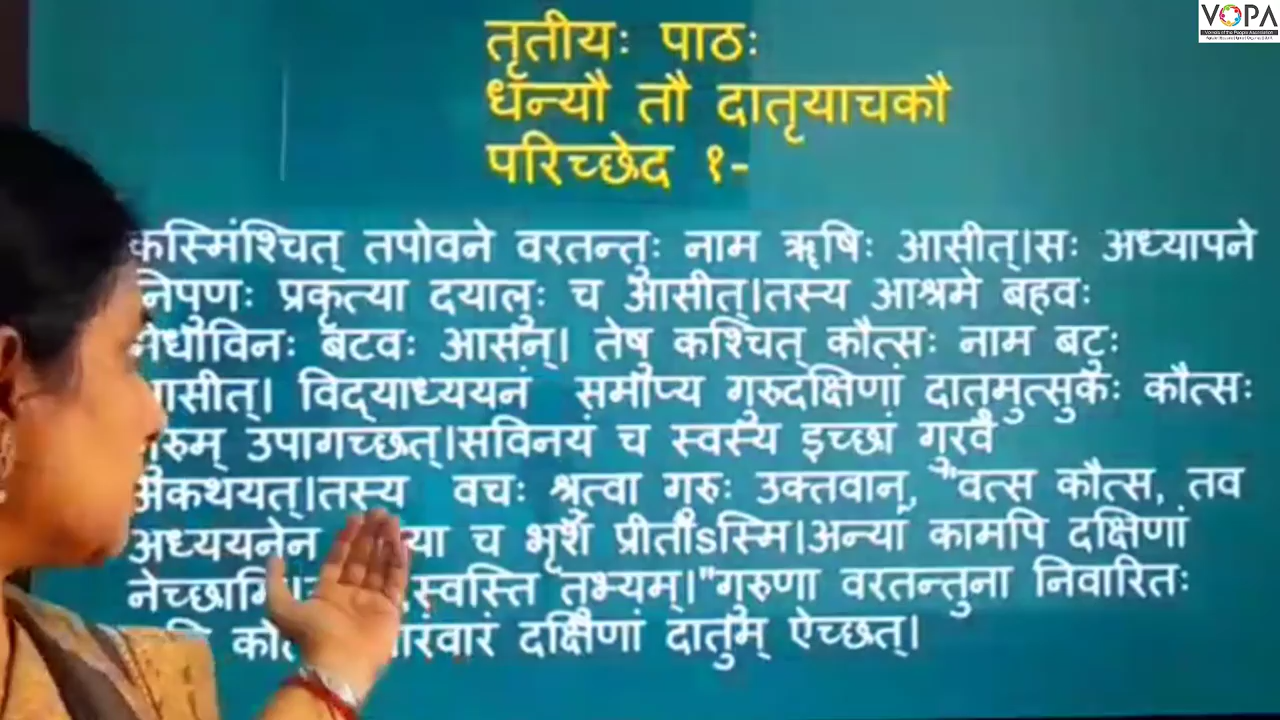 VOPA
तृतीयः पाठः
धन्यौ तौ दातृयाचकौ
परिच्छेद १-
कस्मिंश्चित् तपोवने वरतन्तुः नाम ऋषिः आसीत्।सः अध्यापने
निपुणः प्रकृत्या दयालुः च आसीत्।तस्य आश्रमे बहवः
मेधाविनः बटवः आसन्। तेषु कश्चित् कौत्सः नाम बटुः
विद्याध्ययनं समाप्य गुरुदक्षिणां दातुमुत्सुकः कौत्सः
उपागच्छत्।सविनयं च स्वस्य इच्छां गुरवे
अकथयत्।तस्य वचः श्रुत्वा गुरुः उक्तवान्, "वत्स कौत्स, तव
अध्ययनेन च भृशं प्रीतोऽस्मि।अन्यां कामपि दक्षिणां
स्वस्ति तुभ्यम्।"गुरुणा वरतन्तुना निवारितः
दक्षिणां दातुम् ऐच्छत्।